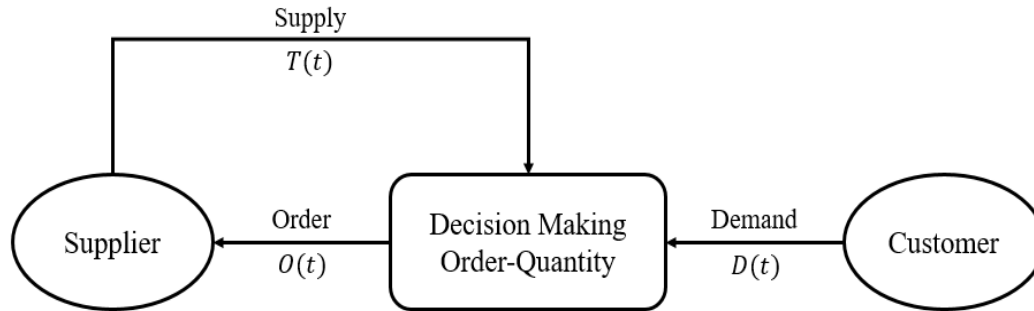 Supply
T(t)
Supplier
Order
O(t)
Decision Making
Order-Quantity
Demand
D(t)
Customer